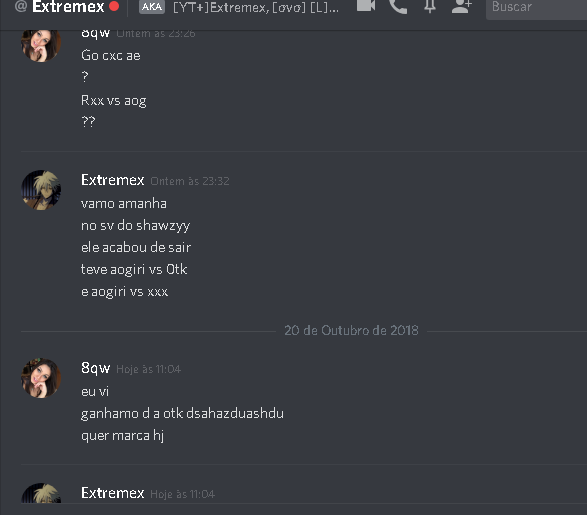 @ Extremex AKA [YT+]Extremex, [ơvơ] [L]... Buscar
8qw Ontem às 23:26
Go cxc ae
?
Rxx vs aog
??
Extremex Ontem às 23:32
vamo amanha
no sv do shawzyy
ele acabou de sair
teve aogiri vs 0tk
e aogiri vs xxx
20 de Outubro de 2018
8qw Hoje às 11:04
eu vi
ganhamo d a otk dsahazduashdu
quer marca hj
Extremex Hoje às 11:04